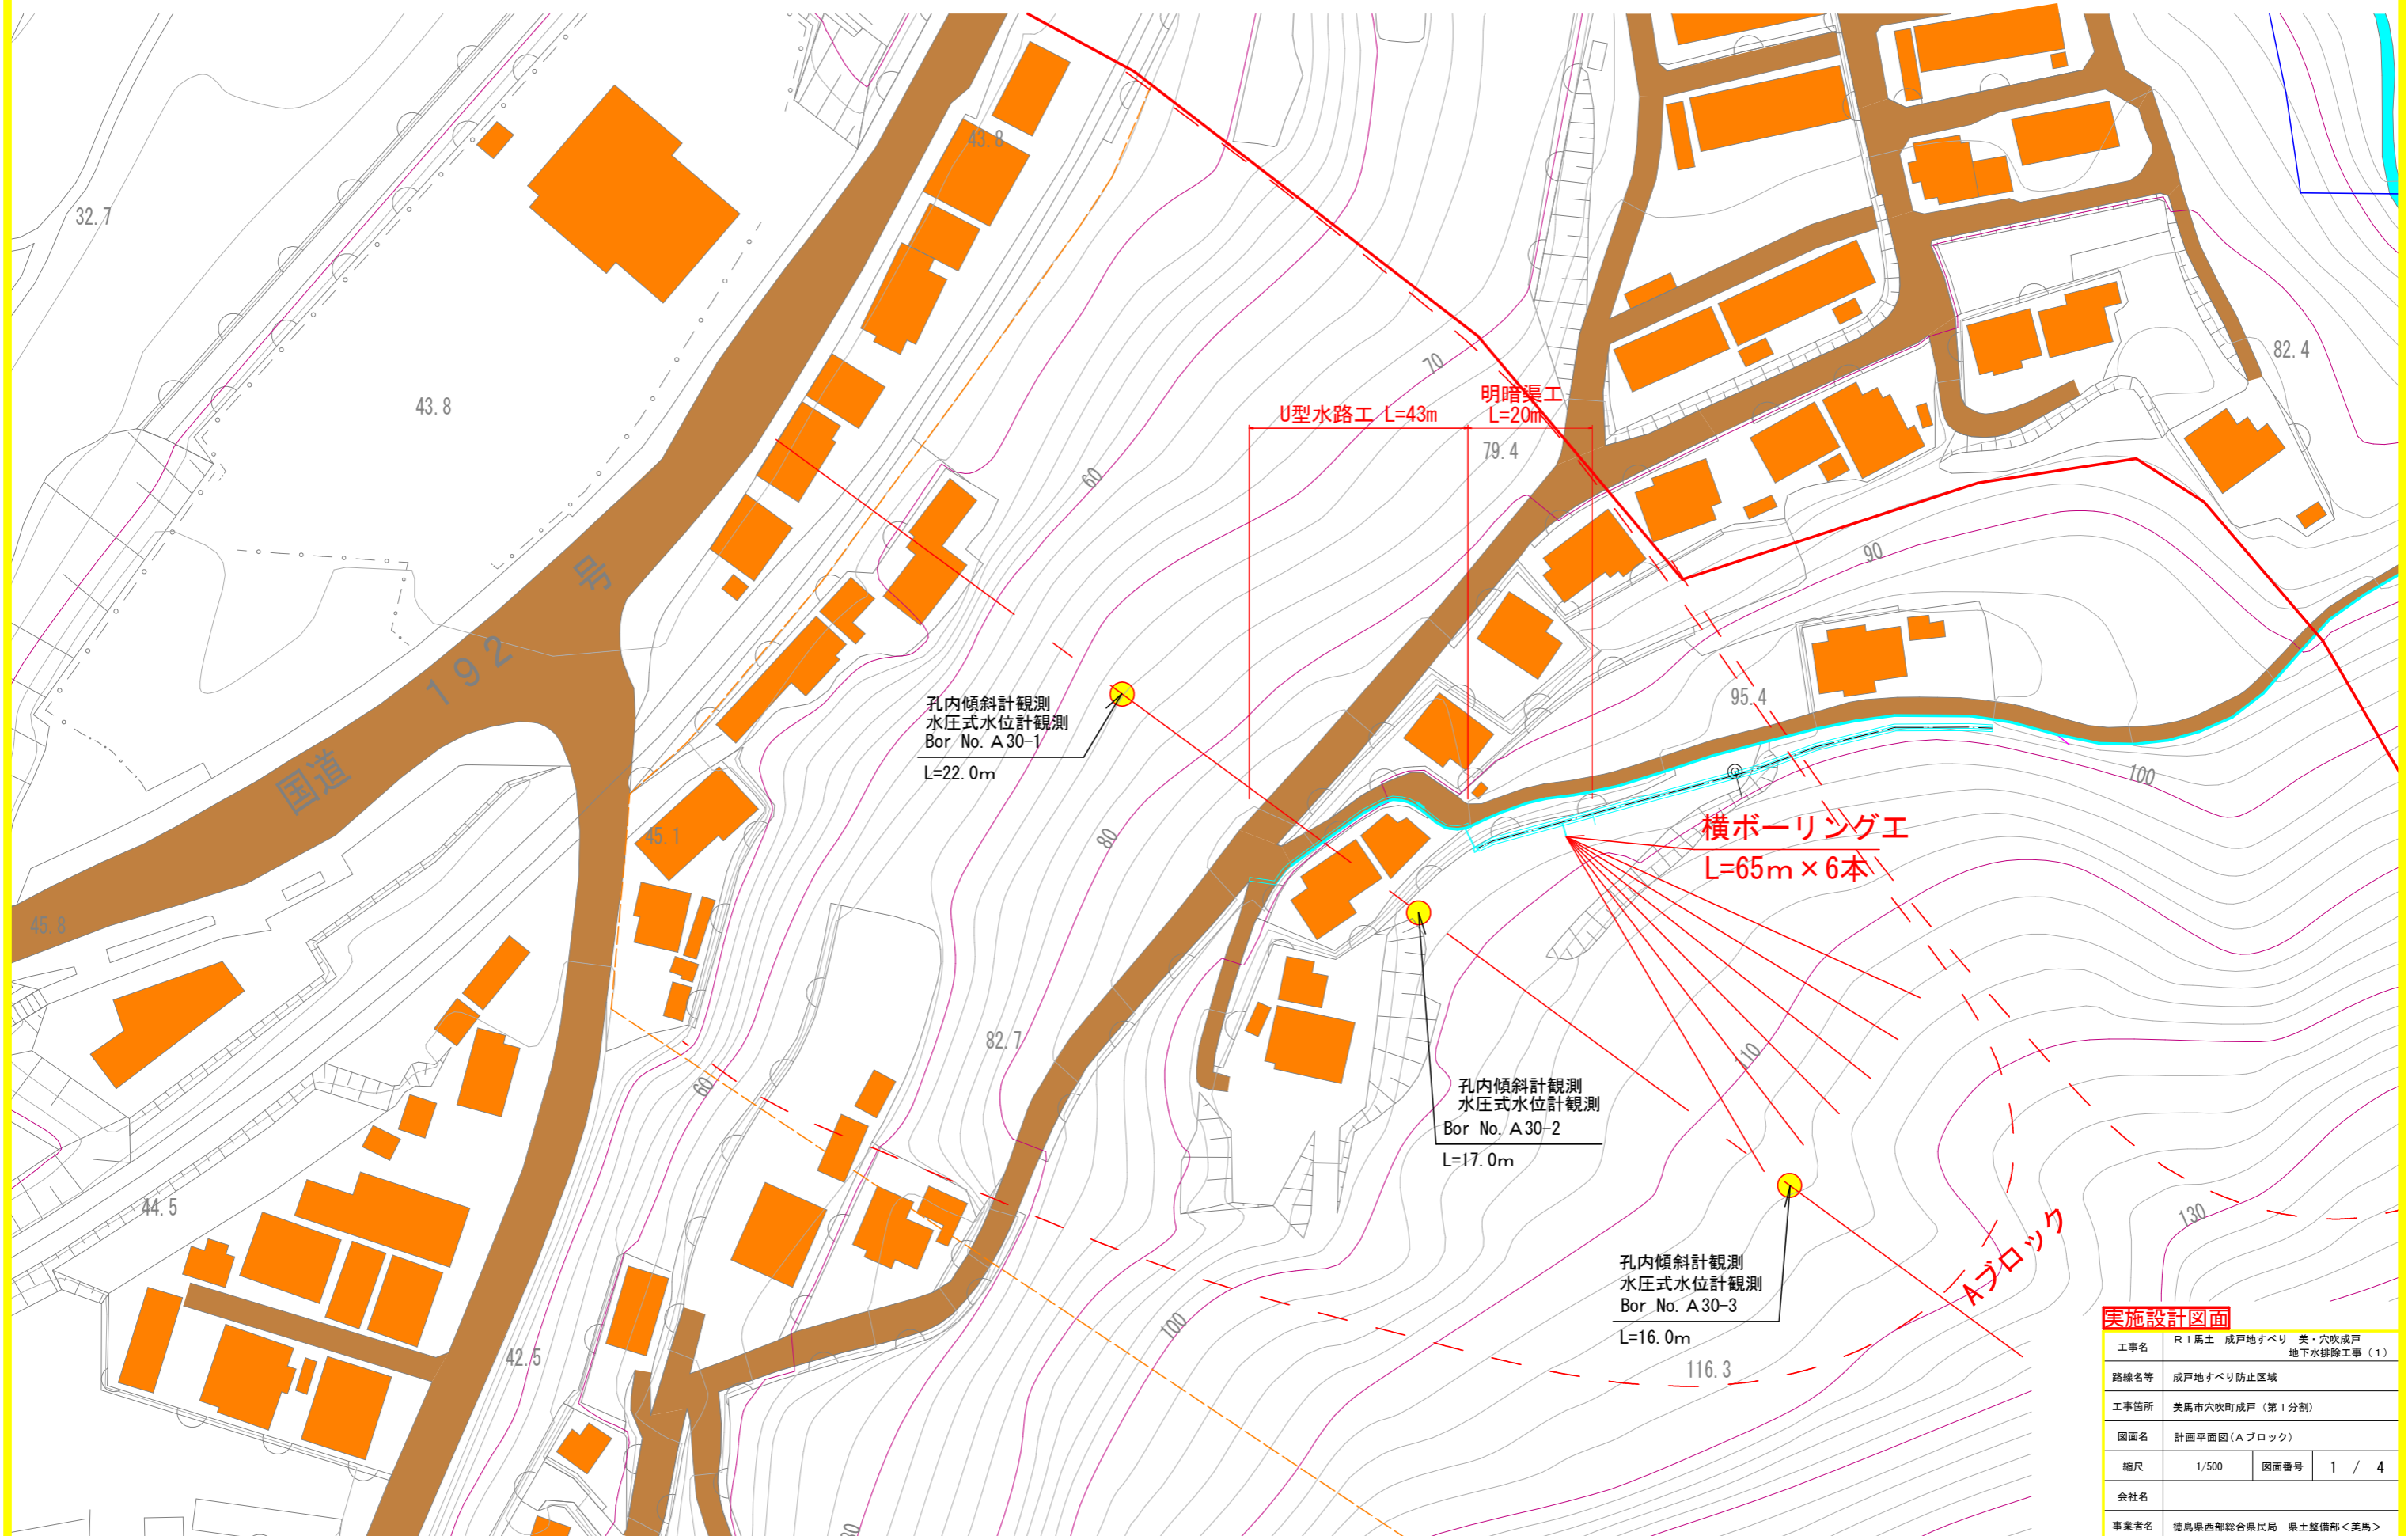 32.7
43.8
43.8
国道 192 号
45.8
45.1
44.5
42.5
60
70
U型水路工 L=43m
明暗渠工
L=20m
79.4
82.4
90
95.4
100
80
孔内傾斜計観測
水圧式水位計観測
Bor No. A30-1
L=22.0m
横ボーリング工
L=65m×6本
82.7
60
孔内傾斜計観測
水圧式水位計観測
Bor No. A30-2
L=17.0m
110
孔内傾斜計観測
水圧式水位計観測
Bor No. A30-3
L=16.0m
Aブロック
130
100
116.3
実施設計図面
工事名 R1馬土 成戸地すべり 美・穴吹成戸
地下水排除工事(1)
路線名等 成戸地すべり防止区域
工事箇所 美馬市穴吹町成戸(第1分割)
図面名 計画平面図(Aブロック)
縮尺 1/500 図面番号 1 / 4
会社名
事業者名 徳島県西部総合県民局 県土整備部<美馬>